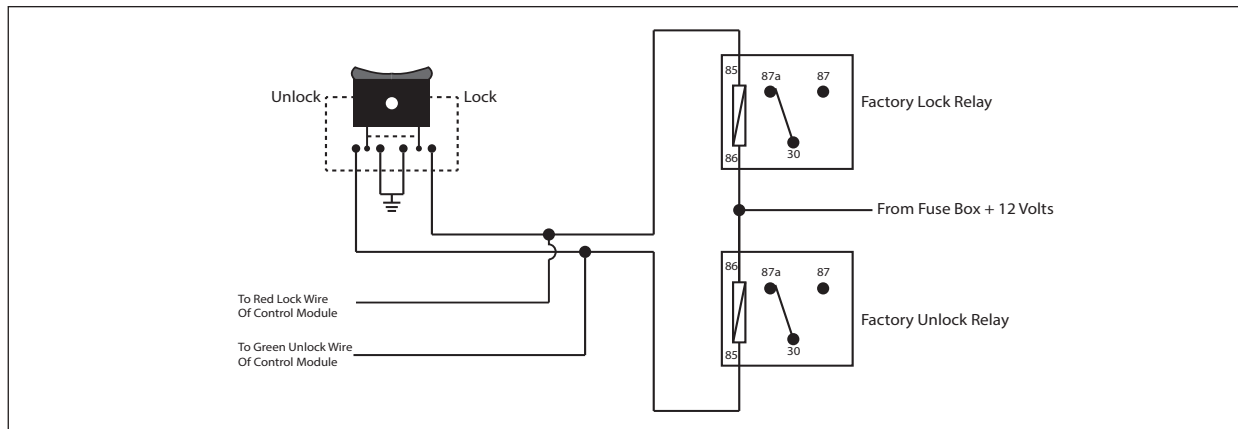 Unlock
Lock
85
87a
87
86
30
Factory Lock Relay
From Fuse Box + 12 Volts
86
87a
87
85
30
Factory Unlock Relay
To Red Lock Wire
Of Control Module
To Green Unlock Wire
Of Control Module